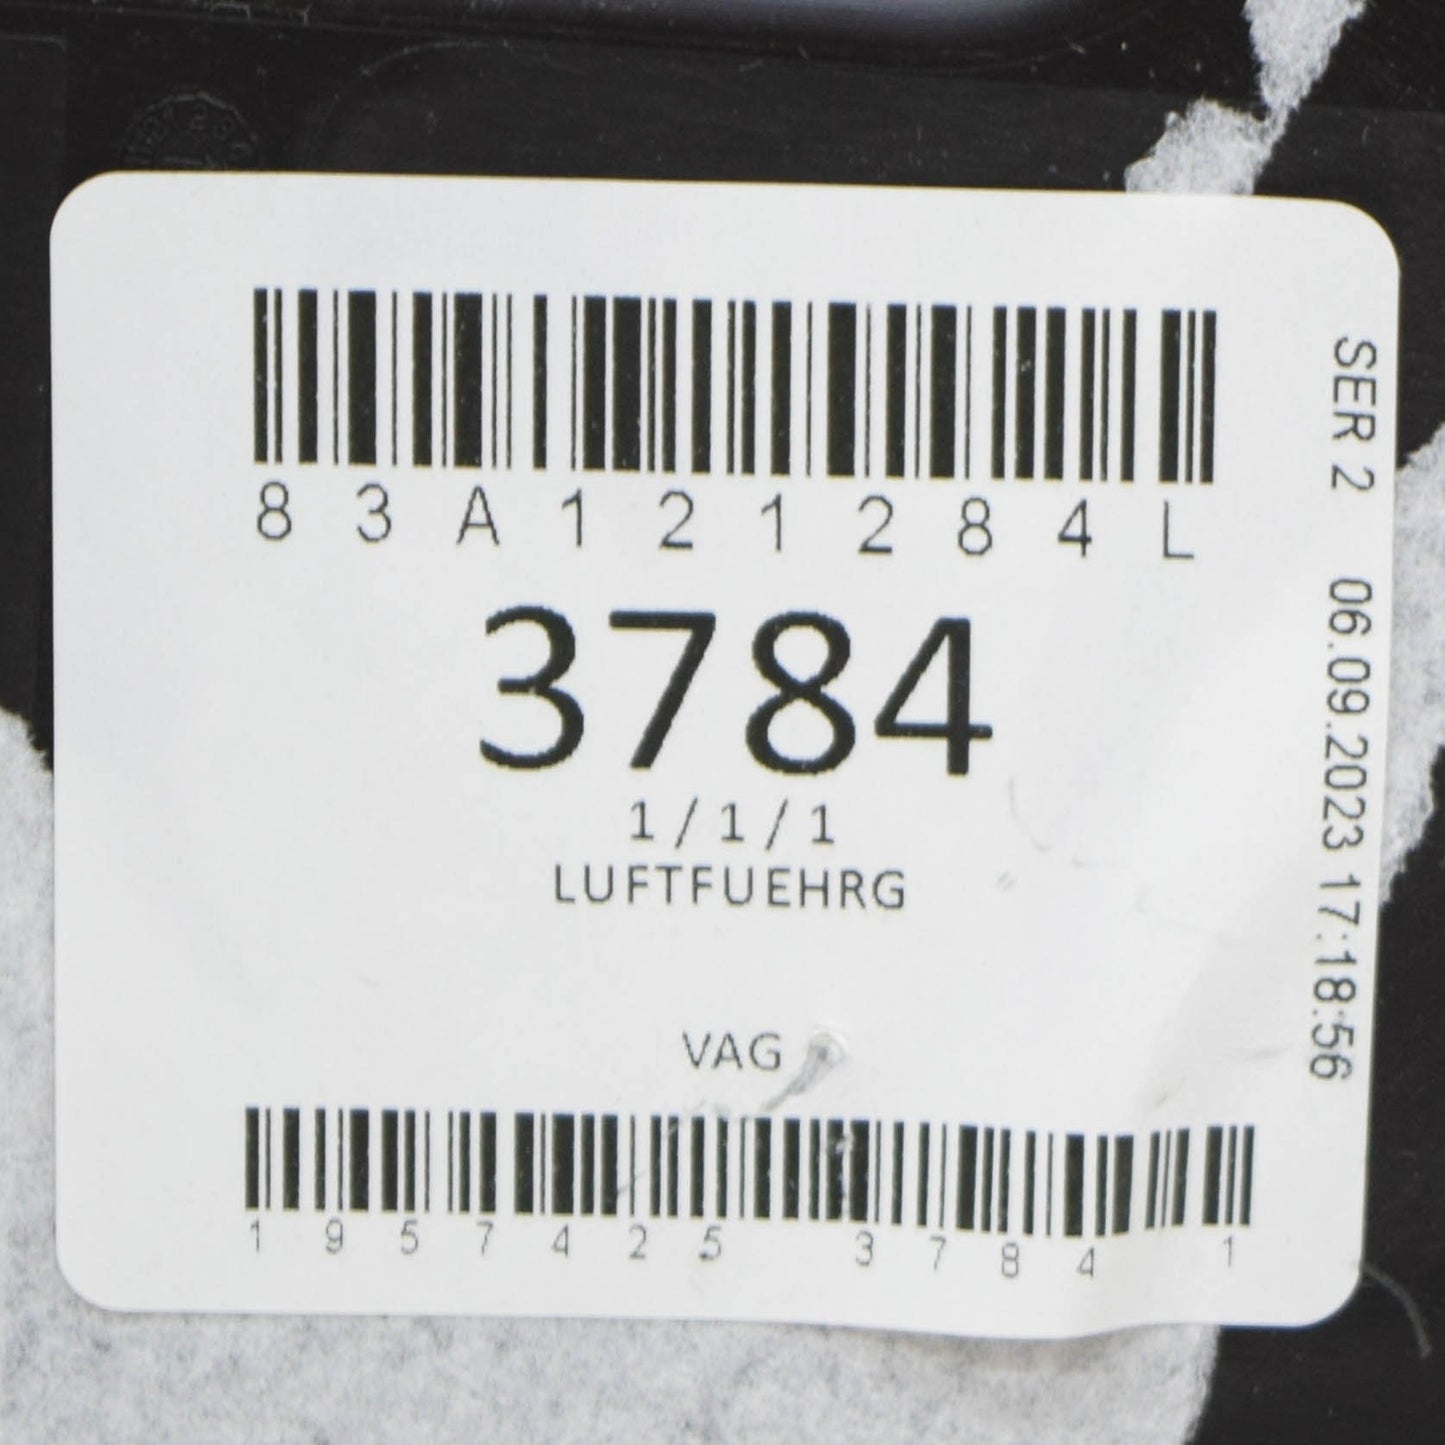 83A121284L
3784
1/1/1
LUFTFUEHRG
VAG
1957425 3784 1
SER 2 06.09.2023 17:18:56